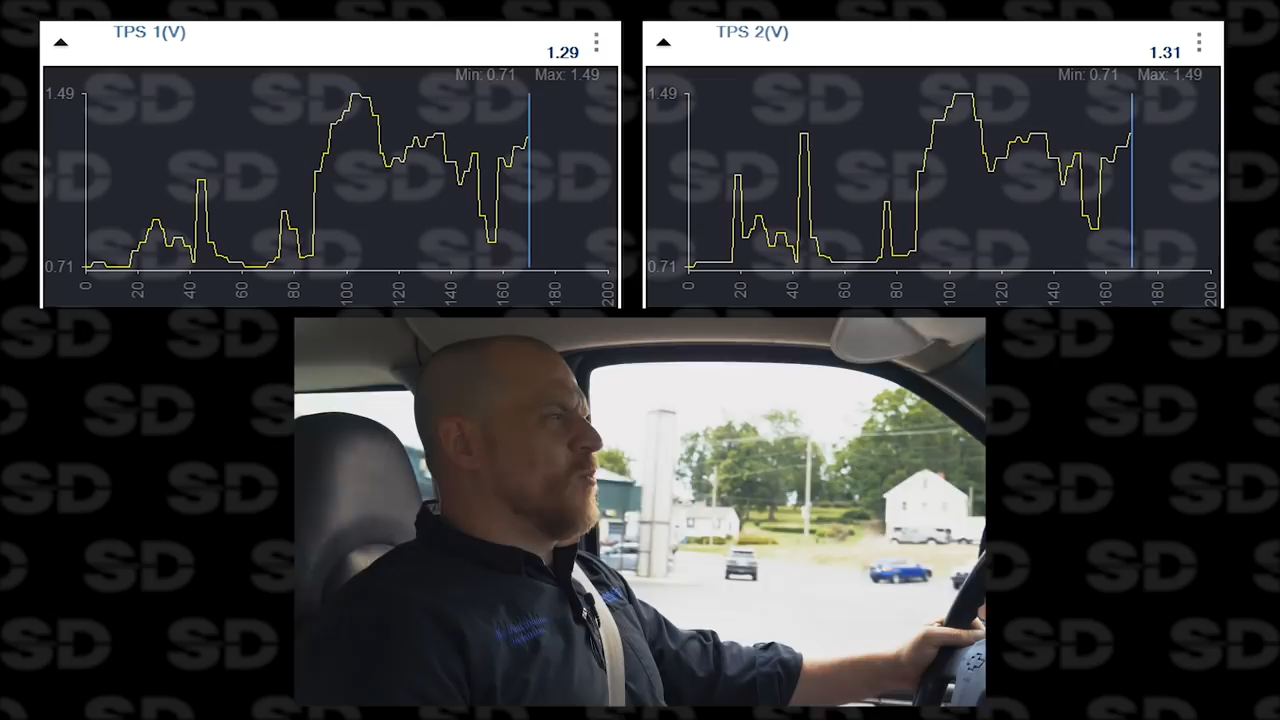 TPS 1(V)
1.29
Min: 0.71 Max: 1.49
1.49
0.71
0 20 40 60 80 100 120 140 160 180 200
TPS 2(V)
1.31
Min: 0.71 Max: 1.49
1.49
0.71
0 20 40 60 80 100 120 140 160 180 200
SD